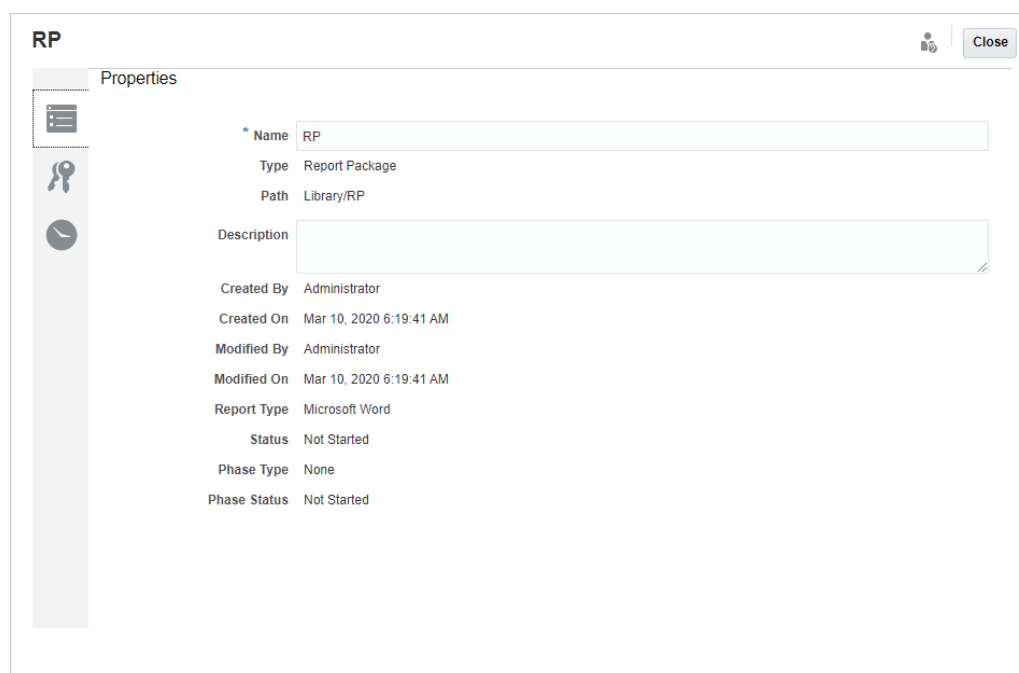 RP
Close
Properties
* Name RP
Type Report Package
Path Library/RP
Description
Created By Administrator
Created On Mar 10, 2020 6:19:41 AM
Modified By Administrator
Modified On Mar 10, 2020 6:19:41 AM
Report Type Microsoft Word
Status Not Started
Phase Type None
Phase Status Not Started